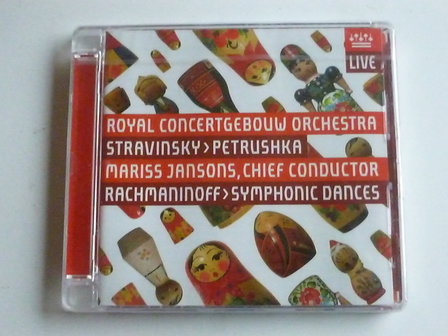 LIVE
ROYAL CONCERTGEBOUW ORCHESTRA
STRAVINSKY>PETRUSHKA
MARISS JANSONS, CHIEF CONDUCTOR
RACHMANINOFF>SYMPHONIC DANCES